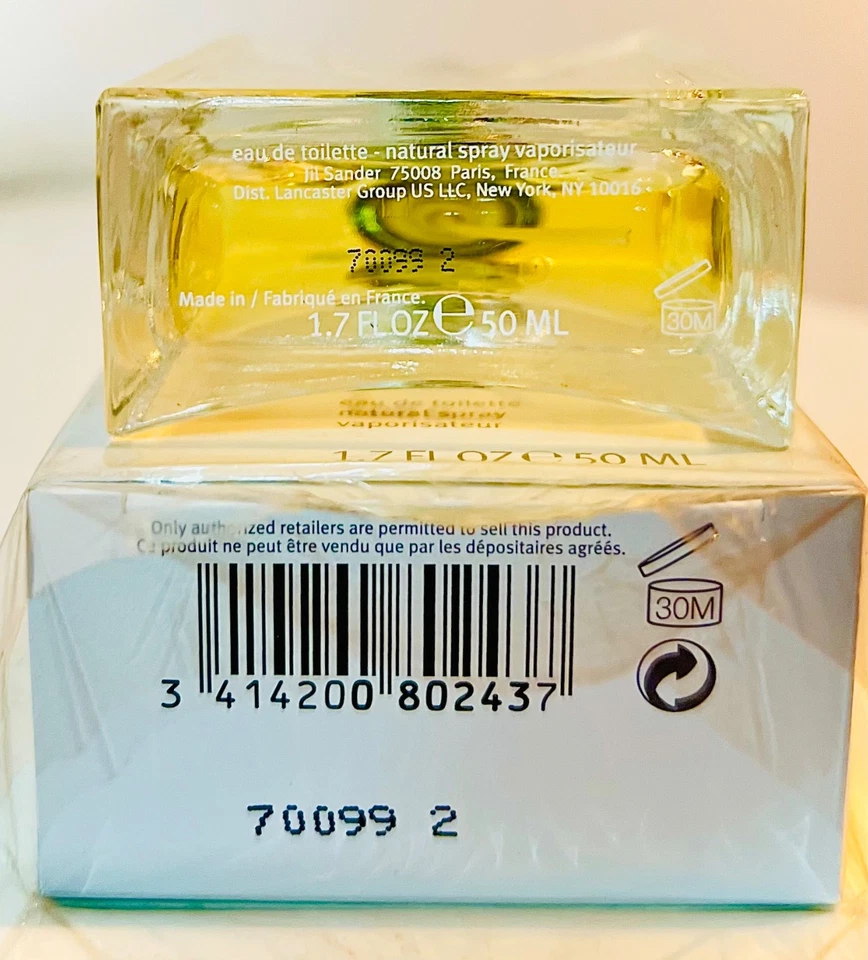 eau de toilette - natural spray vaporisateur
Jil Sander 75008 Paris, France.
Dist. Lancaster Group US LLC, New York, NY 10016
70099 2
Made in / Fabriqué en France.
1.7 FL.OZ e 50 ML
30M
eau de toilette
natural spray
vaporisateur
1.7 FL OZ e 50 ML
Only authorized retailers are permitted to sell this product.
Ce produit ne peut être vendu que par les dépositaires agréés.
30M
3 414200 802437
70099 2